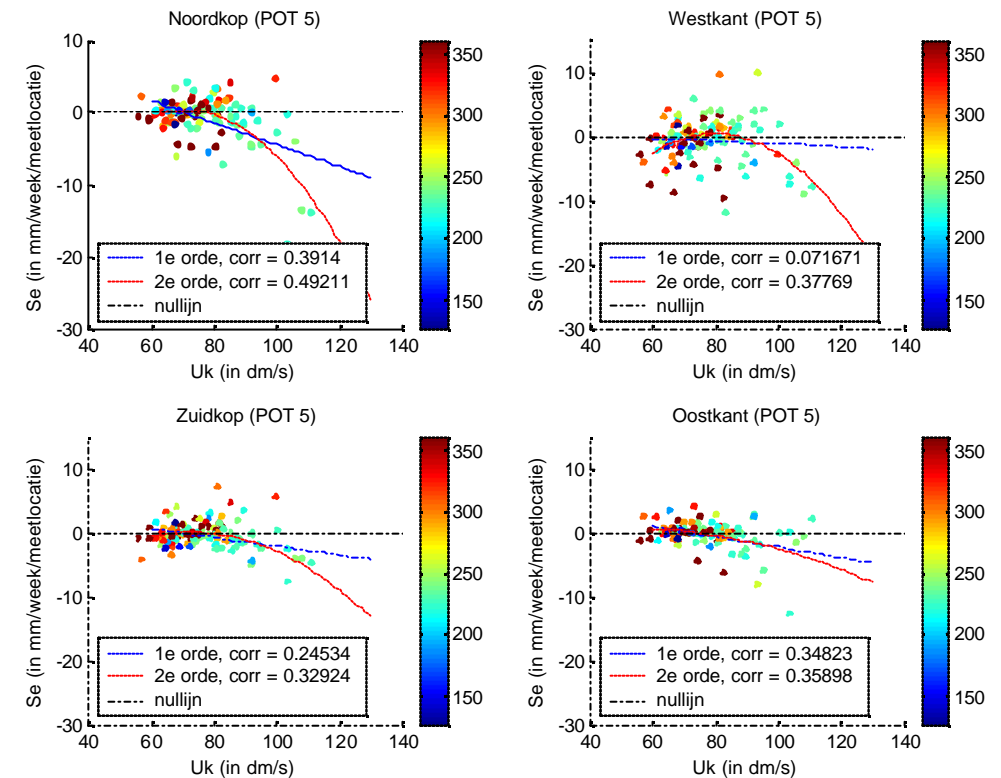 Noordkop (POT 5)
10
0
-10
-20
-30
Se (in mm/week/meetlocatie)
1e orde, corr = 0.3914
2e orde, corr = 0.49211
nullijn
40 60 80 100 120 140
Uk (in dm/s)
350
300
250
200
150
Westkant (POT 5)
10
0
-10
-20
-30
Se (in mm/week/meetlocatie)
1e orde, corr = 0.071671
2e orde, corr = 0.37769
nullijn
40 60 80 100 120 140
Uk (in dm/s)
350
300
250
200
150
Zuidkop (POT 5)
10
0
-10
-20
-30
Se (in mm/week/meetlocatie)
1e orde, corr = 0.24534
2e orde, corr = 0.32924
nullijn
40 60 80 100 120 140
Uk (in dm/s)
350
300
250
200
150
Oostkant (POT 5)
10
0
-10
-20
-30
Se (in mm/week/meetlocatie)
1e orde, corr = 0.34823
2e orde, corr = 0.35898
nullijn
40 60 80 100 120 140
Uk (in dm/s)
350
300
250
200
150